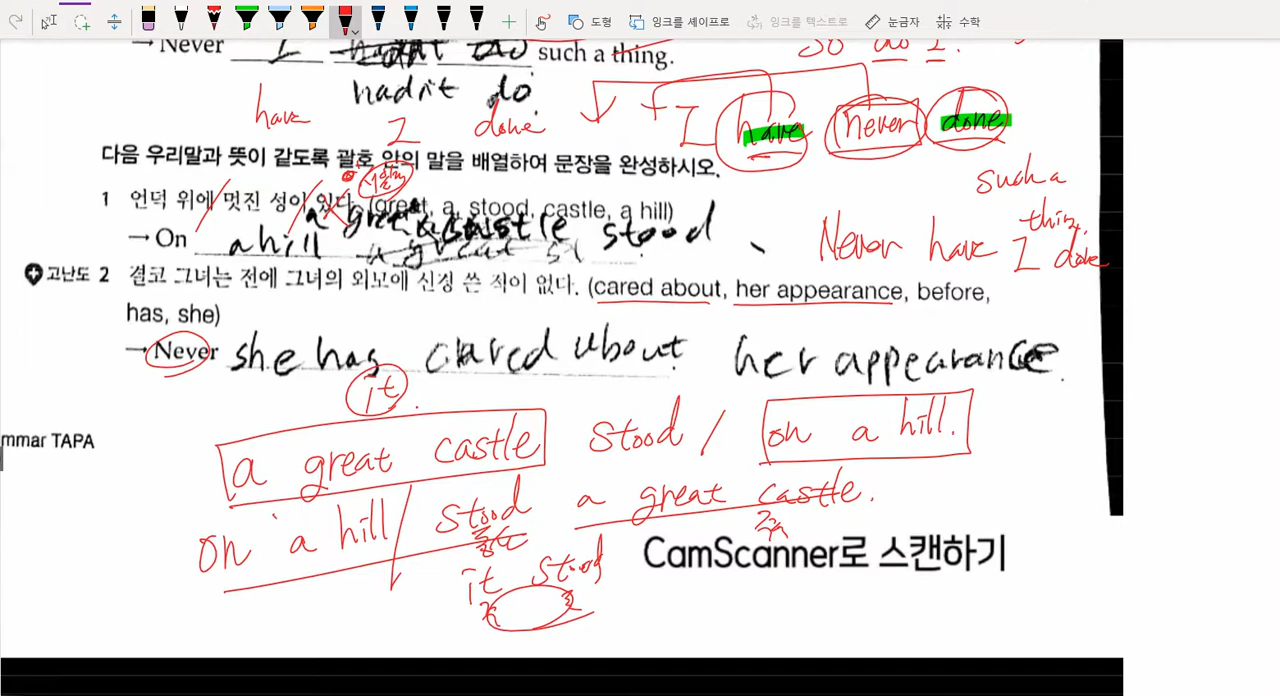 도형 잉크를 셰이프로 잉크를 텍스트로 눈금자 수학
→ Never I such a thing. So do I.
hadn't do.
have I done I have never done
다음 우리말과 뜻이 같도록 괄호 안의 말을 배열하여 문장을 완성하시오.
such a thing.
1 언덕 위에 멋진 성이 있다. (great, a, stood, castle, a hill)
→ On a hill a great castle stood
Never have I done
고난도 2 결코 그녀는 전에 그녀의 외모에 신경 쓴 적이 없다. (cared about, her appearance, before,
has, she)
→ Never she has cared about her appearance.
it
mmar TAPA
a great castle stood / on a hill.
on a hill / stood a great castle.
it stood
CamScanner로 스캔하기